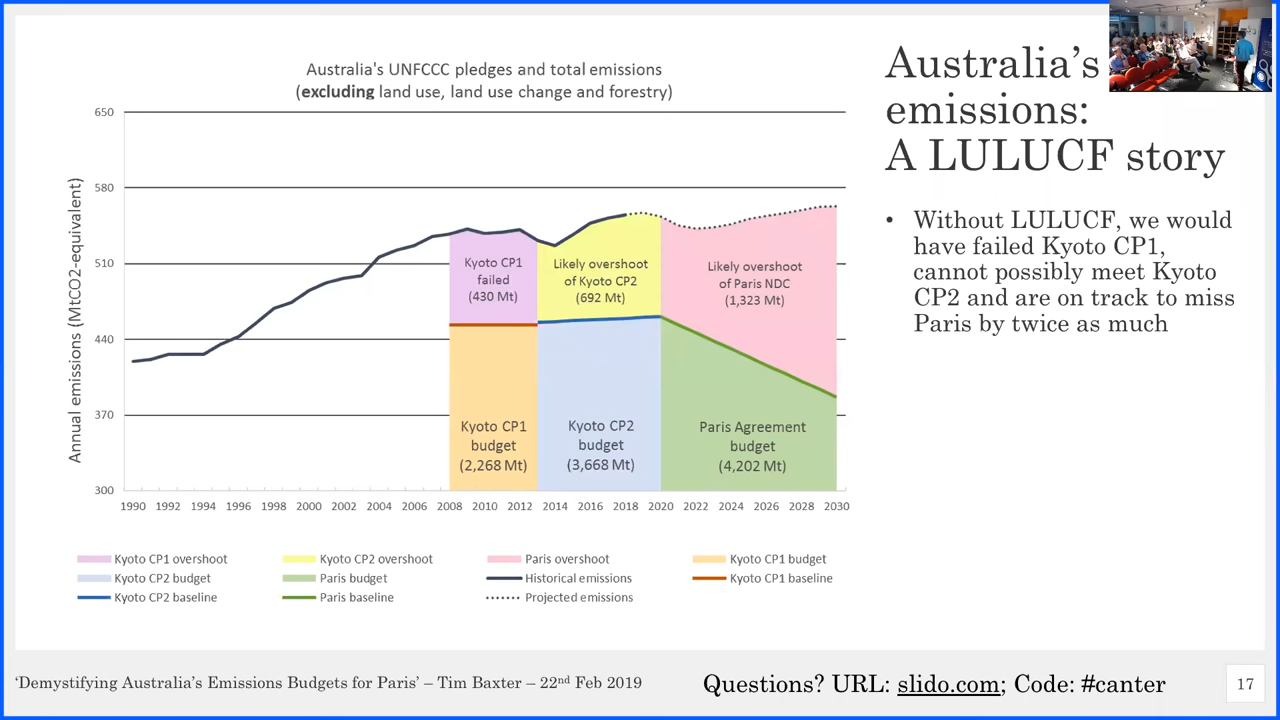 Australia's UNFCCC pledges and total emissions
(excluding land use, land use change and forestry)
Annual emissions (MtCO2-equivalent)
650
580
510
440
370
300
Kyoto CP1
failed
(430 Mt)
Likely overshoot
of Kyoto CP2
(692 Mt)
Likely overshoot
of Paris NDC
(1,323 Mt)
Kyoto CP1
budget
(2,268 Mt)
Kyoto CP2
budget
(3,668 Mt)
Paris Agreement
budget
(4,202 Mt)
1990 1992 1994 1996 1998 2000 2002 2004 2006 2008 2010 2012 2014 2016 2018 2020 2022 2024 2026 2028 2030
Kyoto CP1 overshoot Kyoto CP2 overshoot Paris overshoot Kyoto CP1 budget
Kyoto CP2 budget Paris budget Historical emissions Kyoto CP1 baseline
Kyoto CP2 baseline Paris baseline Projected emissions
Australia's
emissions:
A LULUCF story
• Without LULUCF, we would
have failed Kyoto CP1,
cannot possibly meet Kyoto
CP2 and are on track to miss
Paris by twice as much
'Demystifying Australia's Emissions Budgets for Paris' – Tim Baxter – 22nd Feb 2019
Questions? URL: slido.com; Code: #canter
17